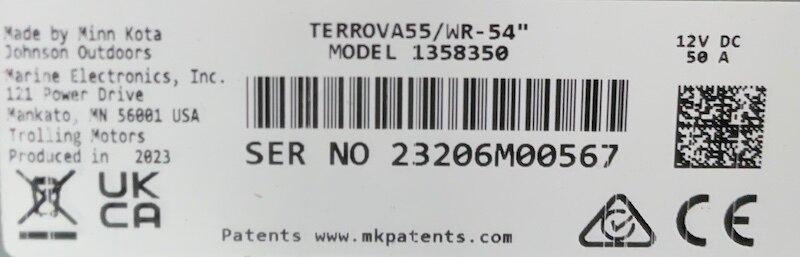 Made by Minn Kota
Johnson Outdoors
Marine Electronics, Inc.
121 Power Drive
Mankato, MN 56001 USA
Trolling Motors
Produced in 2023
TERROVA55/WR-54"
MODEL 1358350
12V DC
50 A
SER NO 23206M00567
UK
CA
Patents www.mkpatents.com
CE